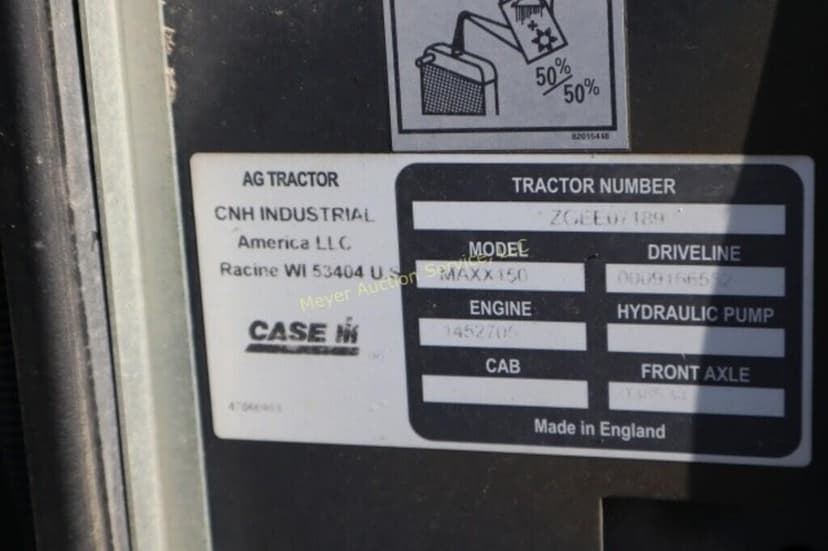 50%
50%
82015448
AG TRACTOR
CNH INDUSTRIAL
America LLC
Racine WI 53404 U.S
CASE IH
TRACTOR NUMBER
ZGEE07189
MODEL
MAXX150
DRIVELINE
ENGINE
HYDRAULIC PUMP
CAB
FRONT AXLE
Made in England
Meyer Auction Service, LLC